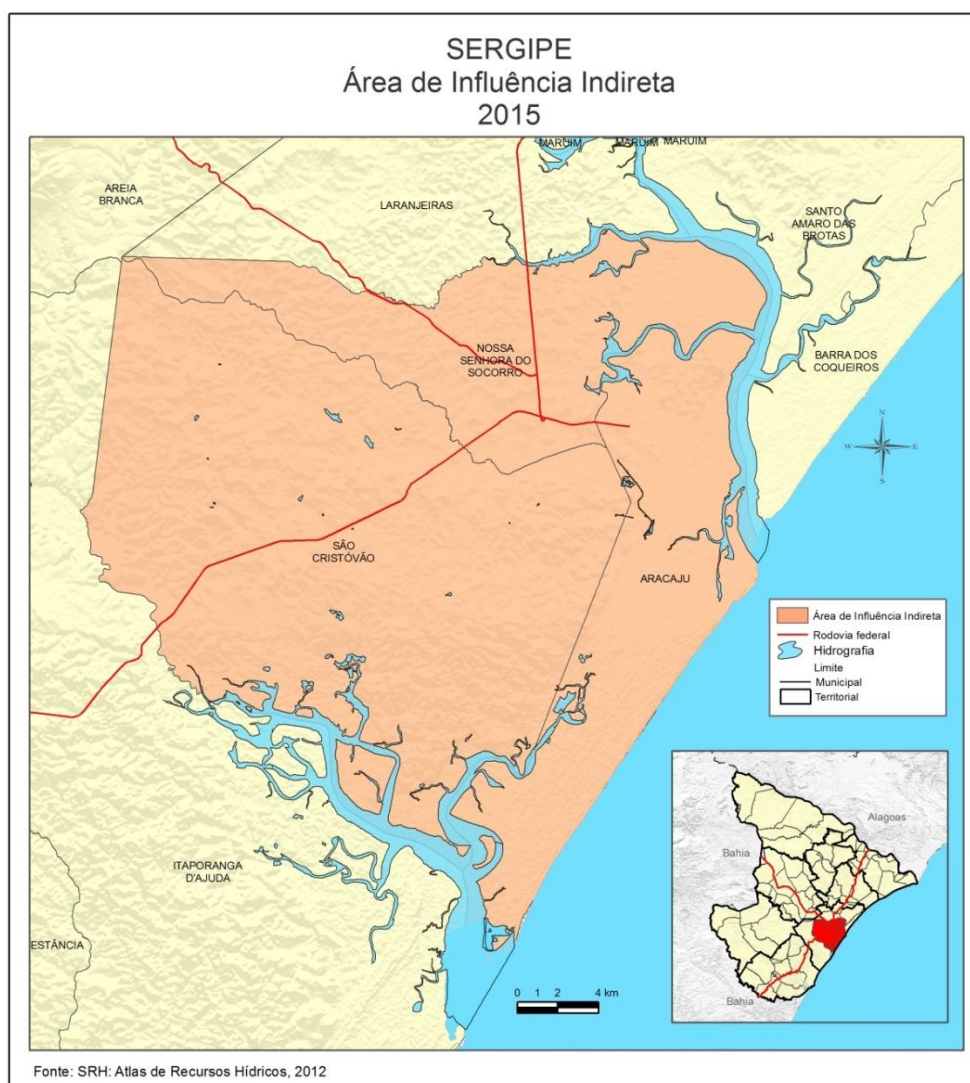 SERGIPE
Área de Influência Indireta
2015
MARUIM
MARUIM
MARUIM
AREIA
BRANCA
LARANJEIRAS
SANTO
AMARO DAS
BROTAS
NOSSA
SENHORA DO
SOCORRO
BARRA DOS
COQUEIROS
N
W
E
S
SÃO
CRISTÓVÃO
ARACAJU
Área de Influência Indireta
Rodovia federal
Hidrografia
Limite
Municipal
Territorial
ITAPORANGA
D'AJUDA
ESTÂNCIA
0 1 2 4 km
Alagoas
Bahia
Bahia
Fonte: SRH: Atlas de Recursos Hídricos, 2012